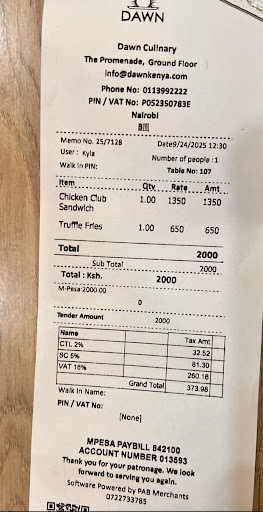 DAWN
Dawn Culinary
The Promenade, Ground Floor
info@dawnkenya.com
Phone No: 0113992222
PIN / VAT No: P052350783E
Nairobi
Bill
Memo No. 25/7128 Date9/24/2025 12:30
User : Kyla Number of people :1
Walk In PIN: Table No: 107
Item Qty Rate Amt
Chicken Club 1.00 1350 1350
Sandwich
Truffle Fries 1.00 650 650
Total 2000
Sub Total 2000
Total : Ksh. 2000
M-Pesa:2000.00
0
Tender Amount 2000
Name Tax Amt
CTL 2% 32.52
SC 5% 81.30
VAT 16% 260.16
Grand Total 373.98
Walk In Name:
PIN / VAT No:
[None]
MPESA PAYBILL 842100
ACCOUNT NUMBER 013593
Thank you for your patronage. We look
forward to serving you again.
Software Powered by PAB Merchants
0722733785